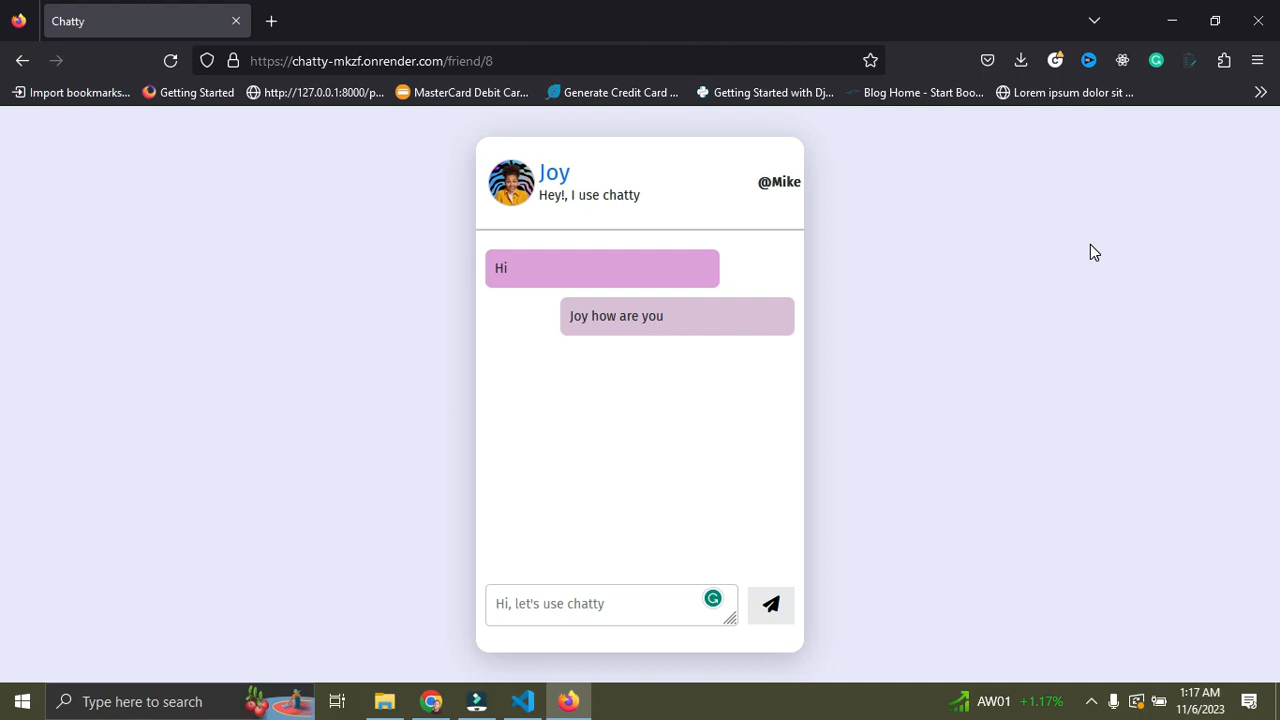 Chatty
https://chatty-mkzf.onrender.com/friend/8
Import bookmarks...
Getting Started
http://127.0.0.1:8000/p...
MasterCard Debit Car...
Generate Credit Card ...
Getting Started with Dj...
Blog Home - Start Boo...
Lorem ipsum dolor sit ...
Joy
Hey!, I use chatty
@Mike
Hi
Joy how are you
Hi, let's use chatty
Type here to search
AW01 +1.17%
1:17 AM
11/6/2023